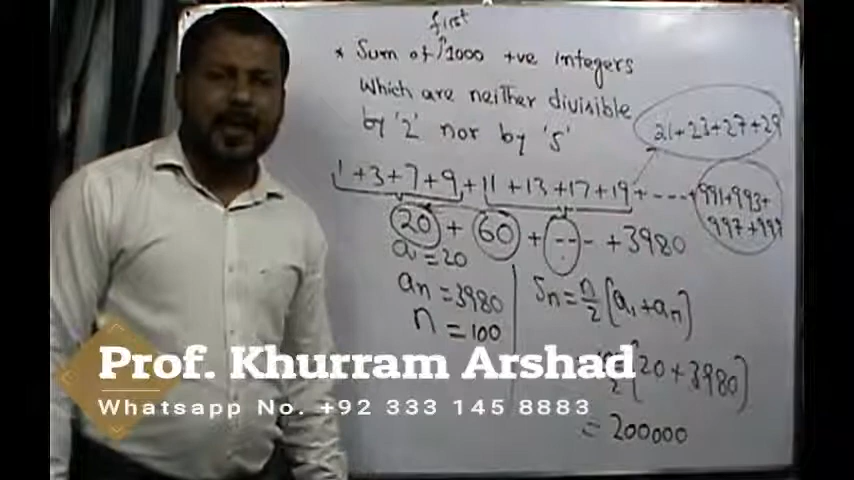 first
* Sum of 1000 +ve integers
which are neither divisible
by '2' nor by '5'
21+23+27+29
1+3+7+9+11+13+17+19+---+991+993+
997+999
20 + 60 + --- + 3980
a = 20
an = 3980
n = 100
Sn = n/2 [a1 + an]
[20 + 3980]
= 200000
Prof. Khurram Arshad
Whatsapp No. +92 333 145 8883